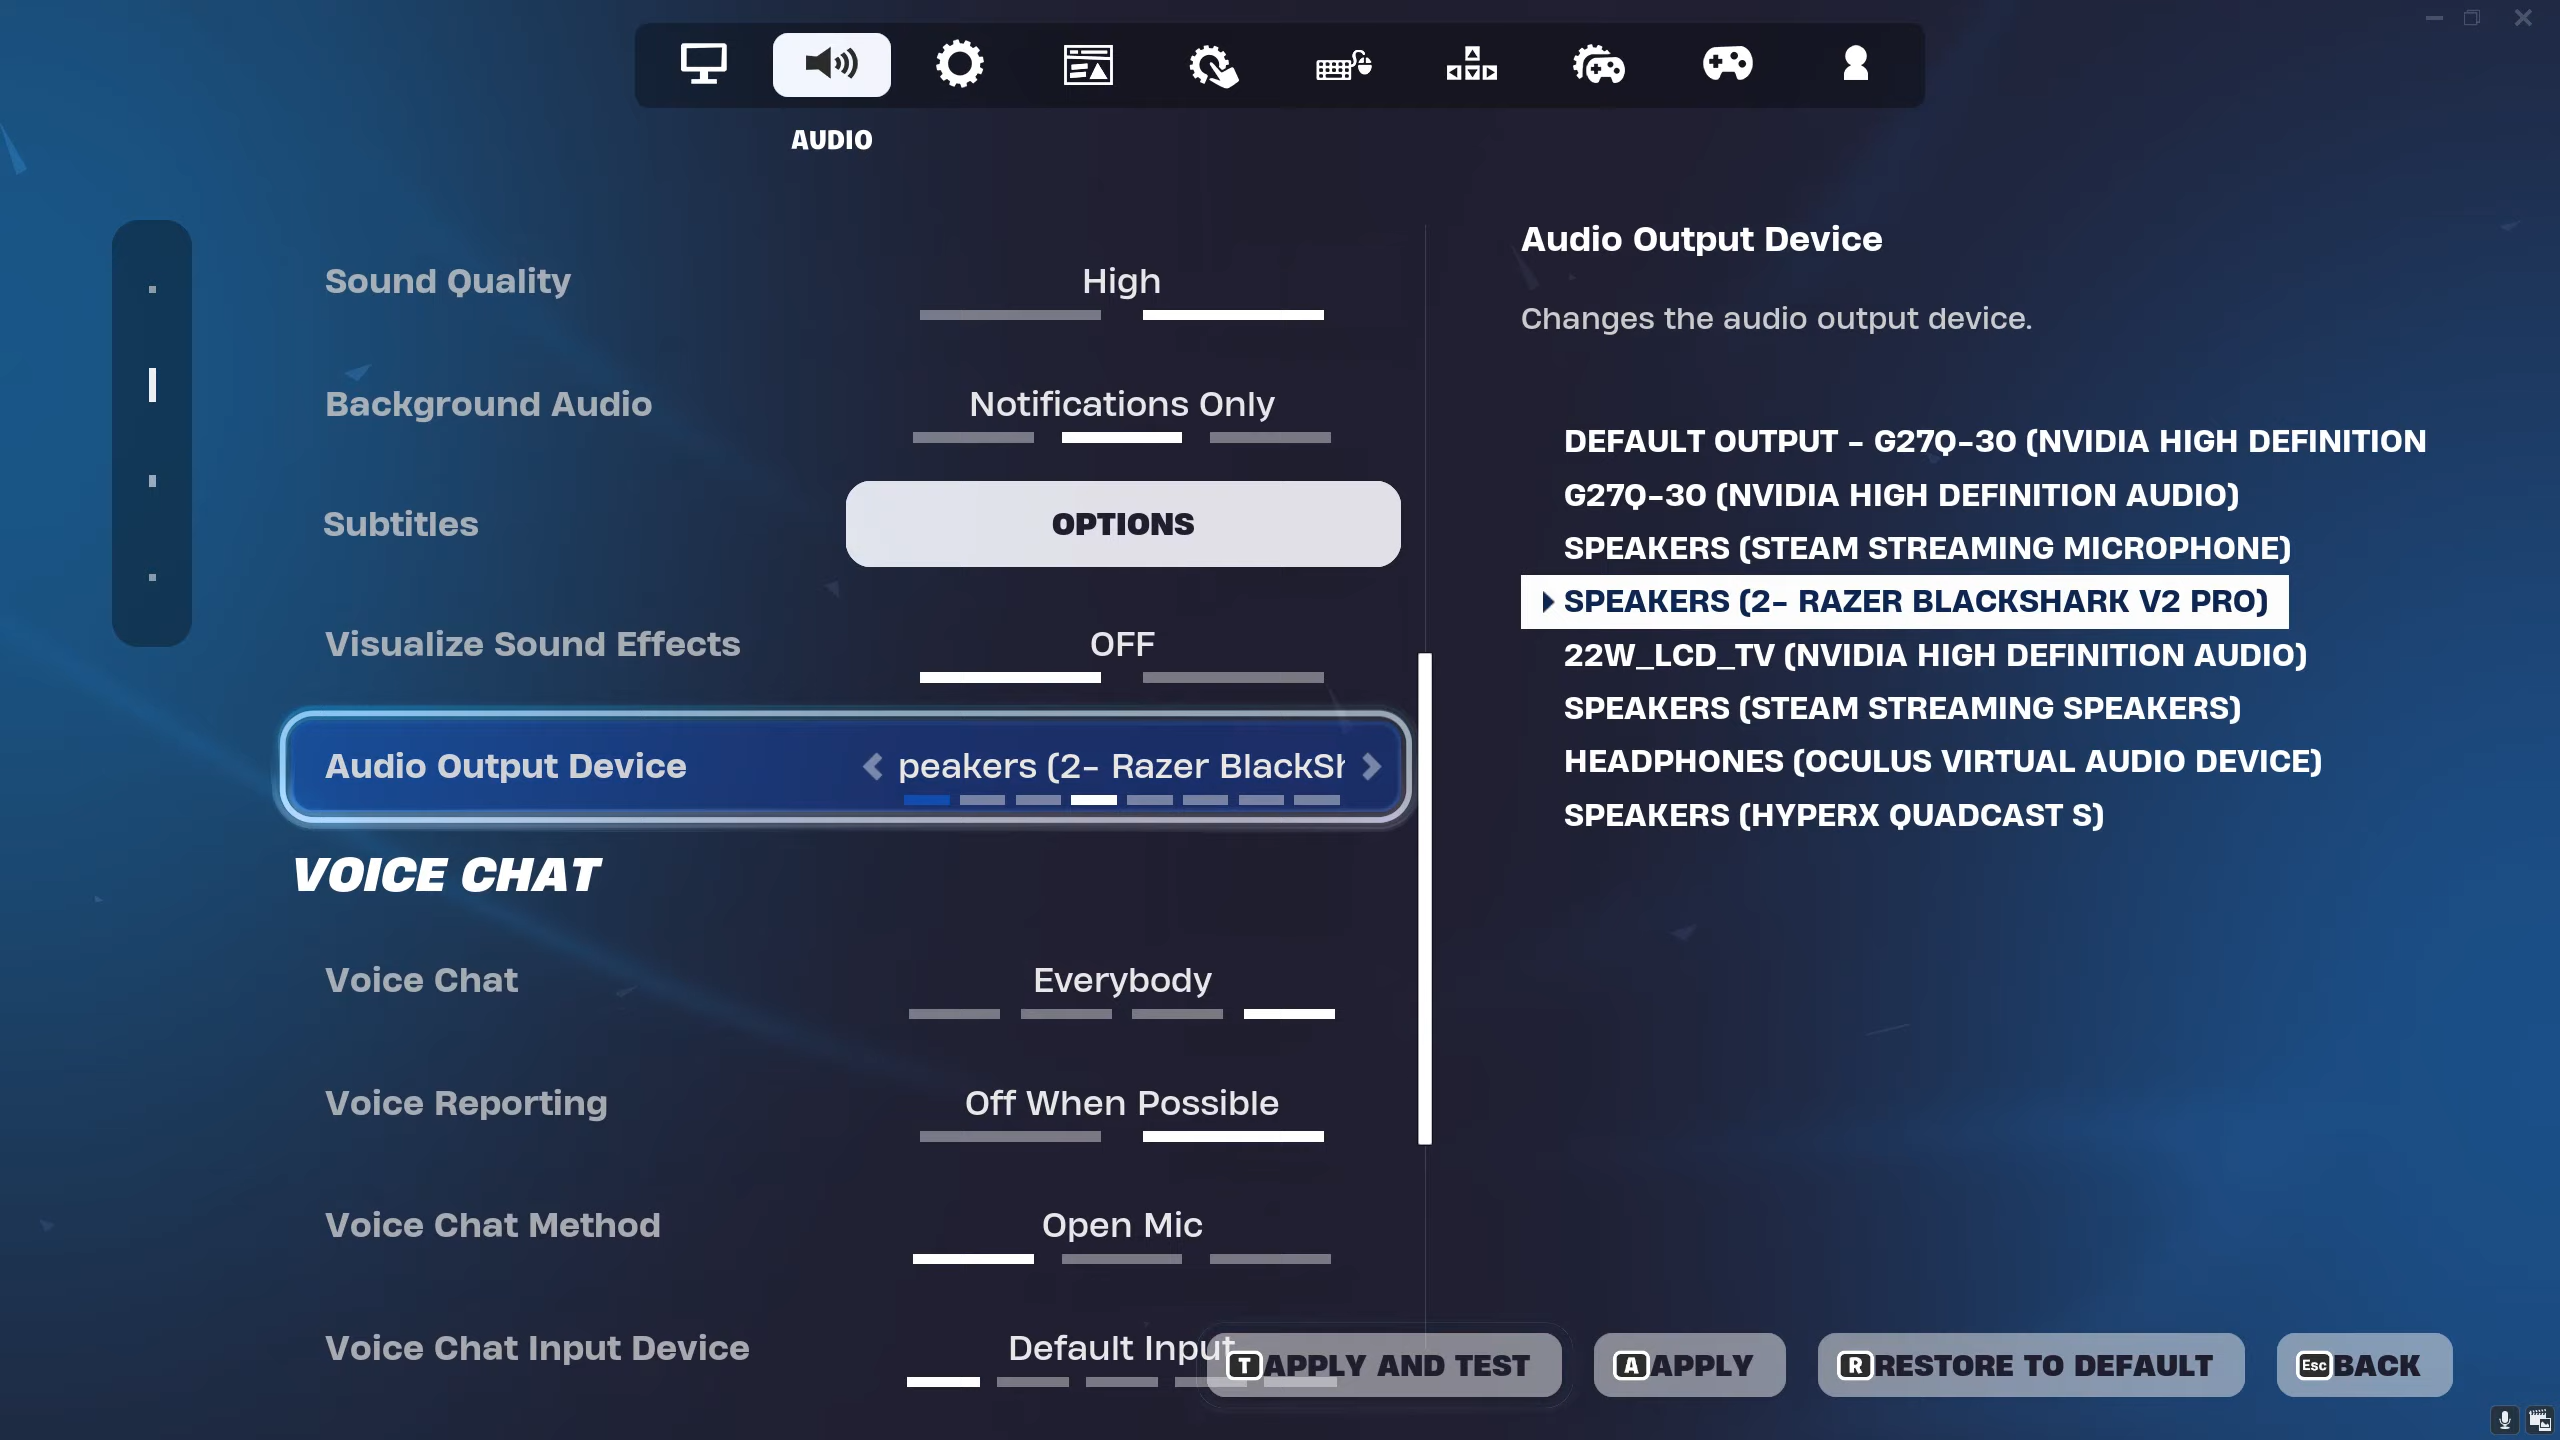 AUDIO
Sound Quality
High
Background Audio
Notifications Only
Subtitles
OPTIONS
Visualize Sound Effects
OFF
Audio Output Device
peakers (2- Razer BlackSh
VOICE CHAT
Voice Chat
Everybody
Voice Reporting
Off When Possible
Voice Chat Method
Open Mic
Voice Chat Input Device
Default Input
Audio Output Device
Changes the audio output device.
DEFAULT OUTPUT - G27Q-30 (NVIDIA HIGH DEFINITION
G27Q-30 (NVIDIA HIGH DEFINITION AUDIO)
SPEAKERS (STEAM STREAMING MICROPHONE)
SPEAKERS (2- RAZER BLACKSHARK V2 PRO)
22W_LCD_TV (NVIDIA HIGH DEFINITION AUDIO)
SPEAKERS (STEAM STREAMING SPEAKERS)
HEADPHONES (OCULUS VIRTUAL AUDIO DEVICE)
SPEAKERS (HYPERX QUADCAST S)
T APPLY AND TEST
A APPLY
R RESTORE TO DEFAULT
Esc BACK